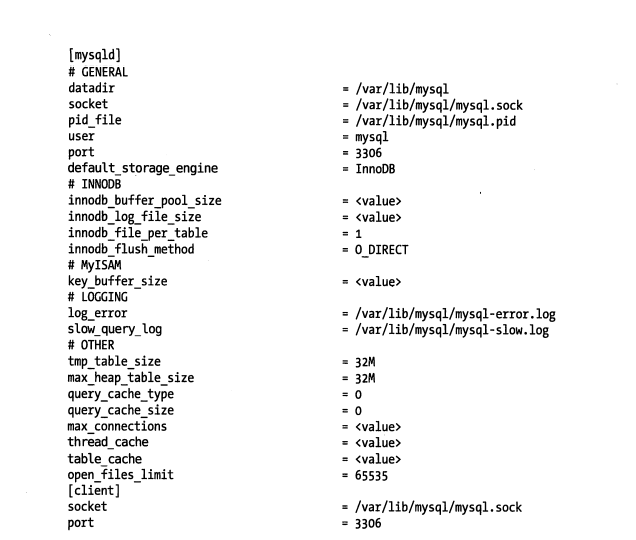 [mysqld]
# GENERAL
datadir = /var/lib/mysql
socket = /var/lib/mysql/mysql.sock
pid_file = /var/lib/mysql/mysql.pid
user = mysql
port = 3306
default_storage_engine = InnoDB
# INNODB
innodb_buffer_pool_size = <value>
innodb_log_file_size = <value>
innodb_file_per_table = 1
innodb_flush_method = O_DIRECT
# MyISAM
key_buffer_size = <value>
# LOGGING
log_error = /var/lib/mysql/mysql-error.log
slow_query_log = /var/lib/mysql/mysql-slow.log
# OTHER
tmp_table_size = 32M
max_heap_table_size = 32M
query_cache_type = 0
query_cache_size = 0
max_connections = <value>
thread_cache = <value>
table_cache = <value>
open_files_limit = 65535
[client]
socket = /var/lib/mysql/mysql.sock
port = 3306